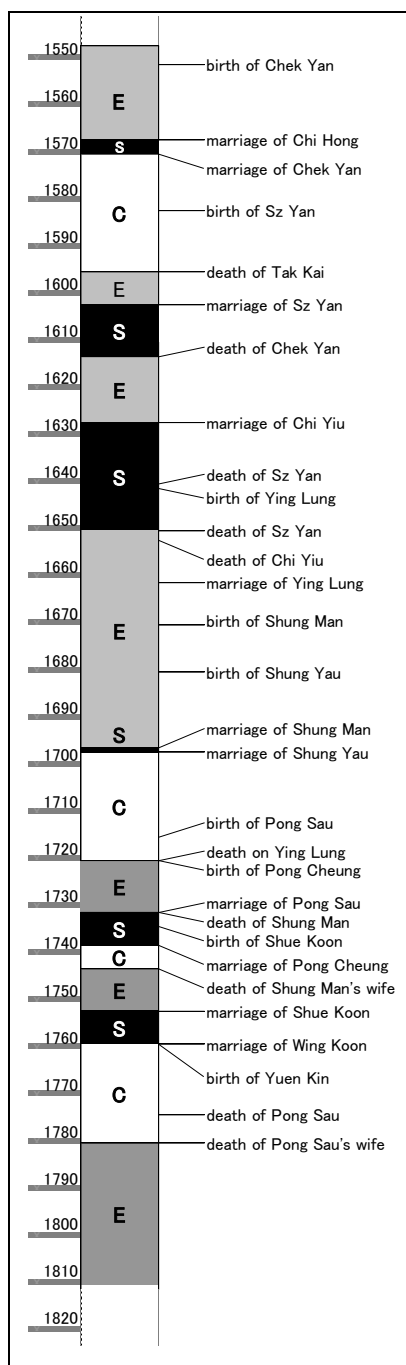 1550
birth of Chek Yan
1560
E
marriage of Chi Hong
1570
S
marriage of Chek Yan
1580
C
birth of Sz Yan
1590
death of Tak Kai
1600
E
marriage of Sz Yan
1610
S
death of Chek Yan
1620
E
marriage of Chi Yiu
1630
1640
S
death of Sz Yan
birth of Ying Lung
1650
death of Sz Yan
death of Chi Yiu
1660
marriage of Ying Lung
1670
birth of Shung Man
E
1680
birth of Shung Yau
1690
S
marriage of Shung Man
1700
marriage of Shung Yau
1710
C
birth of Pong Sau
1720
death on Ying Lung
birth of Pong Cheung
E
1730
marriage of Pong Sau
death of Shung Man
S
birth of Shue Koon
1740
marriage of Pong Cheung
C
death of Shung Man's wife
1750
E
marriage of Shue Koon
S
1760
marriage of Wing Koon
birth of Yuen Kin
1770
C
death of Pong Sau
1780
death of Pong Sau's wife
1790
E
1800
1810
1820